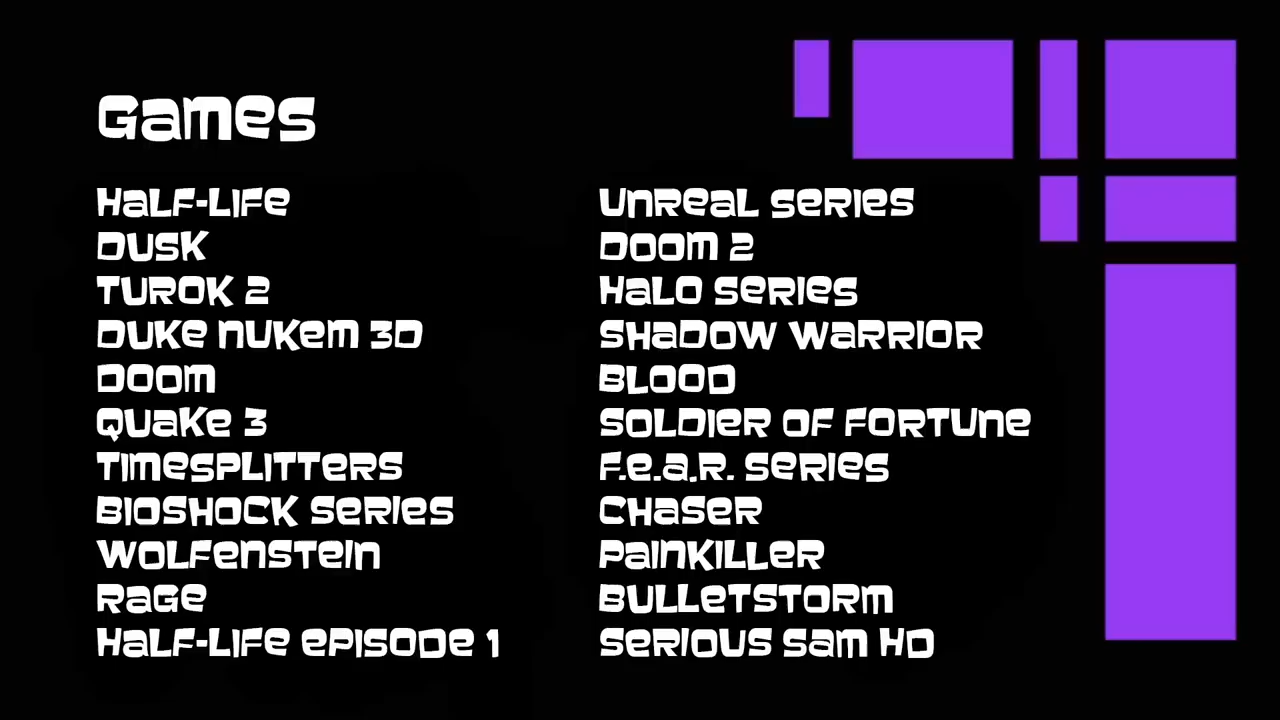 Games
Half-Life
Dusk
Turok 2
Duke Nukem 3D
Doom
Quake 3
Timesplitters
Bioshock Series
Wolfenstein
Rage
Half-Life Episode 1
Unreal Series
Doom 2
Halo Series
Shadow Warrior
Blood
Soldier of Fortune
F.E.A.R. Series
Chaser
Painkiller
Bulletstorm
Serious Sam HD